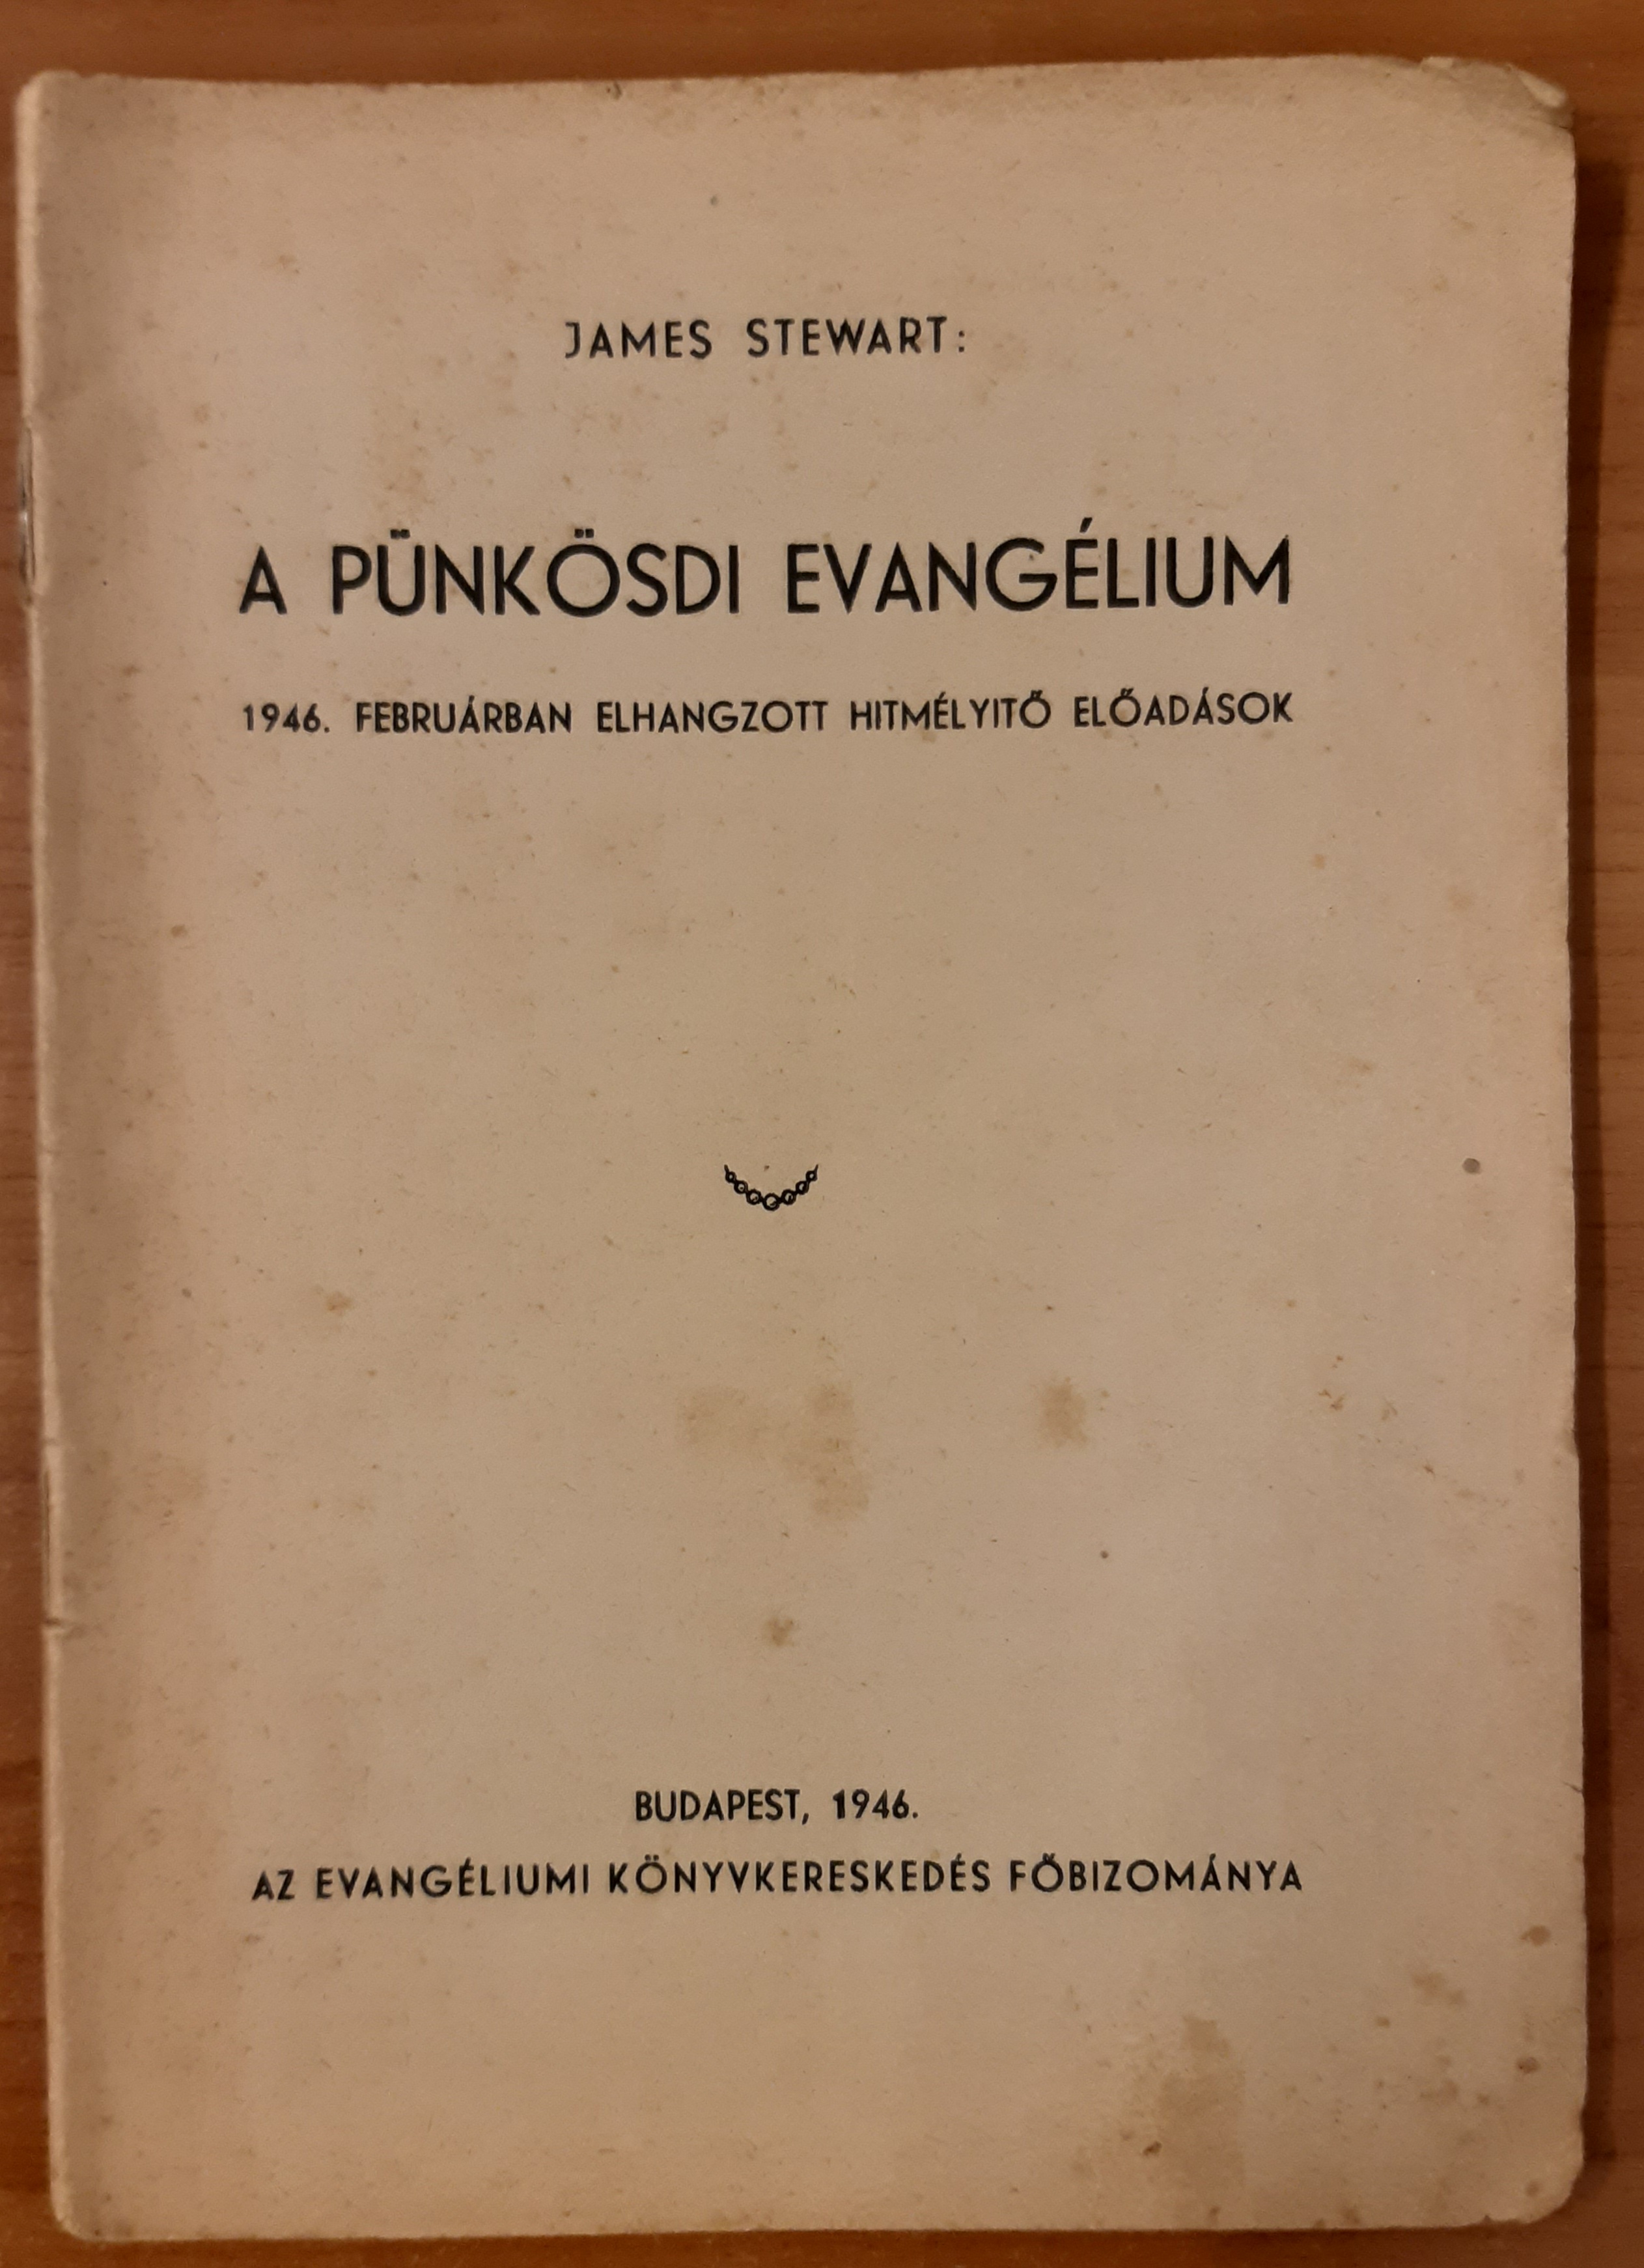 JAMES STEWART:
A PÜNKÖSDI EVANGÉLIUM
1946. FEBRUÁRBAN ELHANGZOTT HITMÉLYITŐ ELŐADÁSOK
BUDAPEST, 1946.
AZ EVANGÉLIUMI KÖNYVKERESKEDÉS FŐBIZOMÁNYA